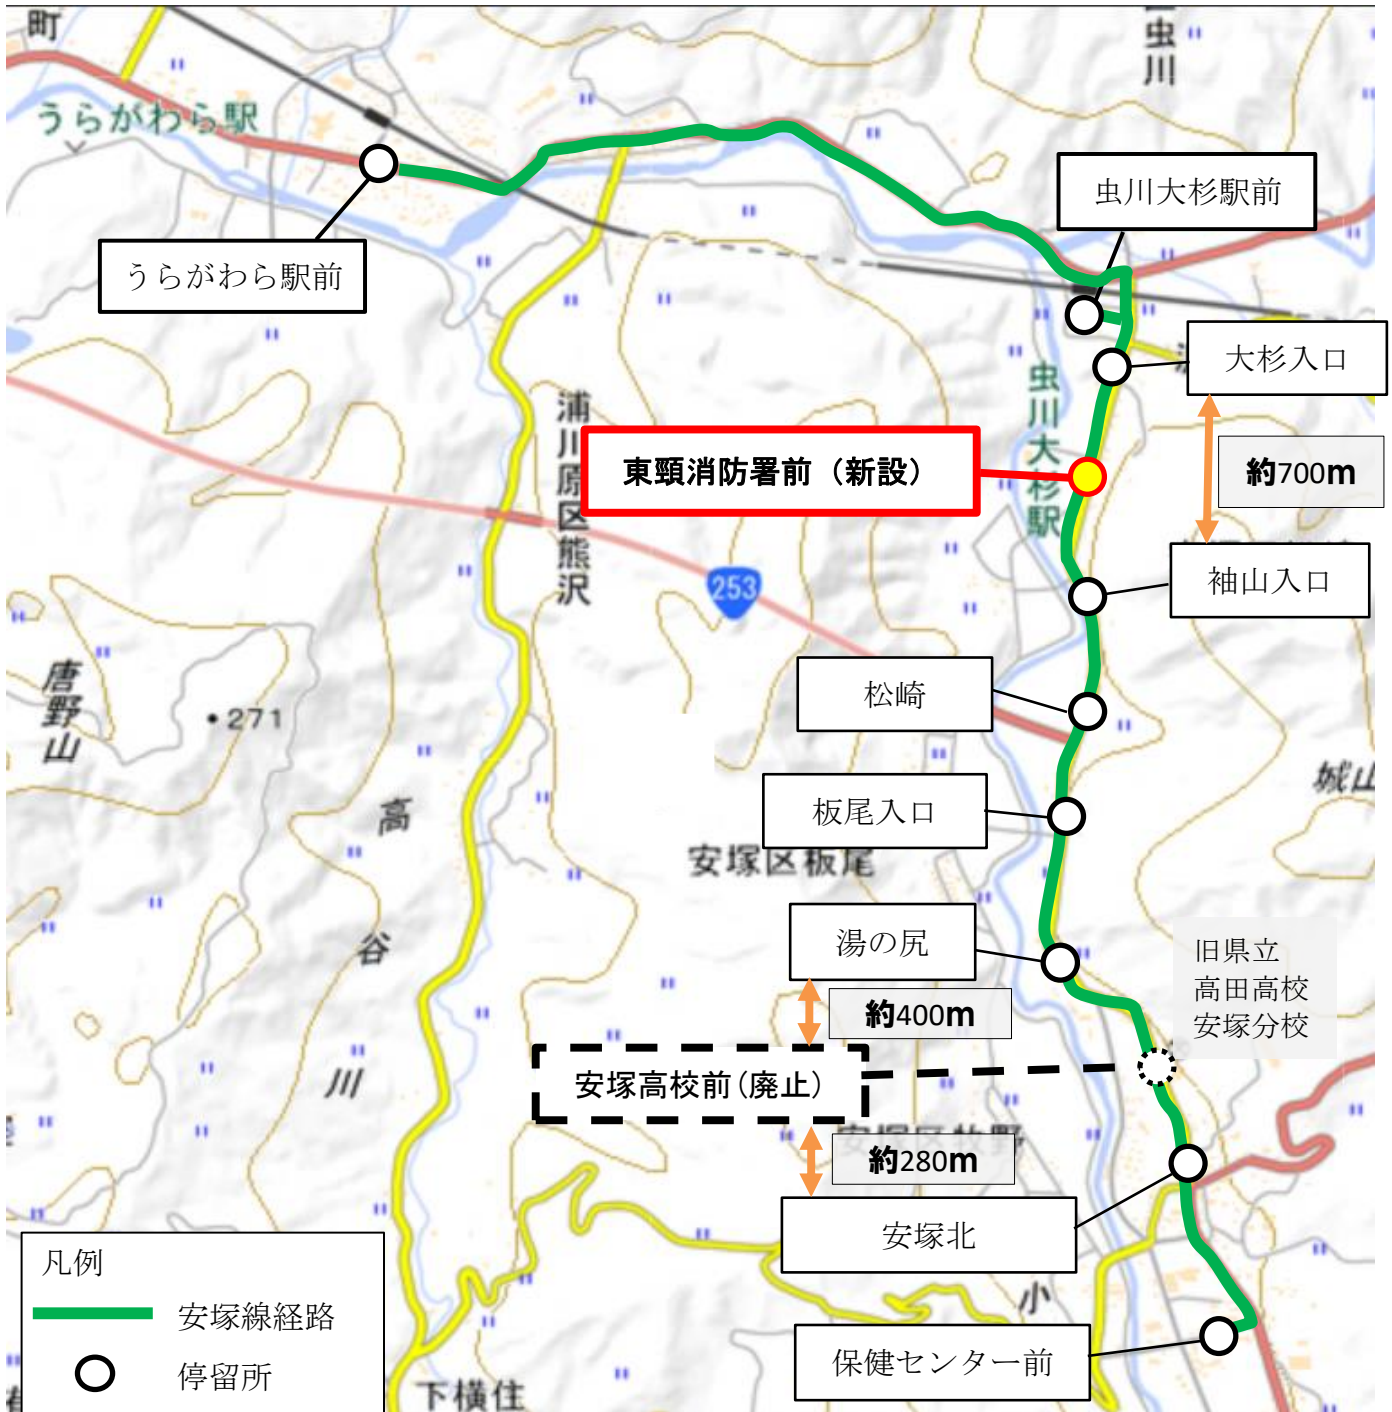 町
虫川
うらがわら駅
虫川大杉駅前
うらがわら駅前
大杉入口
虫川大杉駅
浦川原区熊沢
東頸消防署前（新設）
約700m
袖山入口
253
松崎
唐野山
271
城山
板尾入口
高谷川
安塚区板尾
湯の尻
旧県立
高田高校
安塚分校
約400m
安塚高校前(廃止)
約280m
安塚北
凡例
安塚線経路
停留所
小
保健センター前
下横住